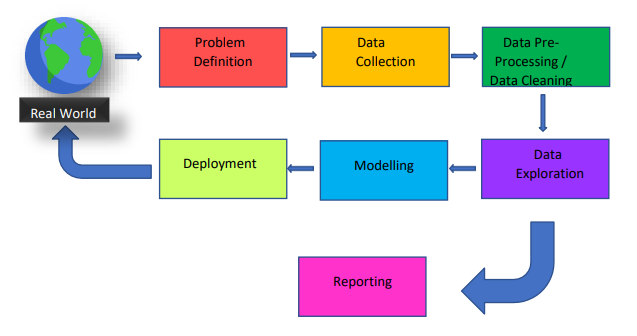 Real World
Problem
Definition
Data
Collection
Data Pre-
Processing /
Data Cleaning
Data
Exploration
Modelling
Deployment
Reporting